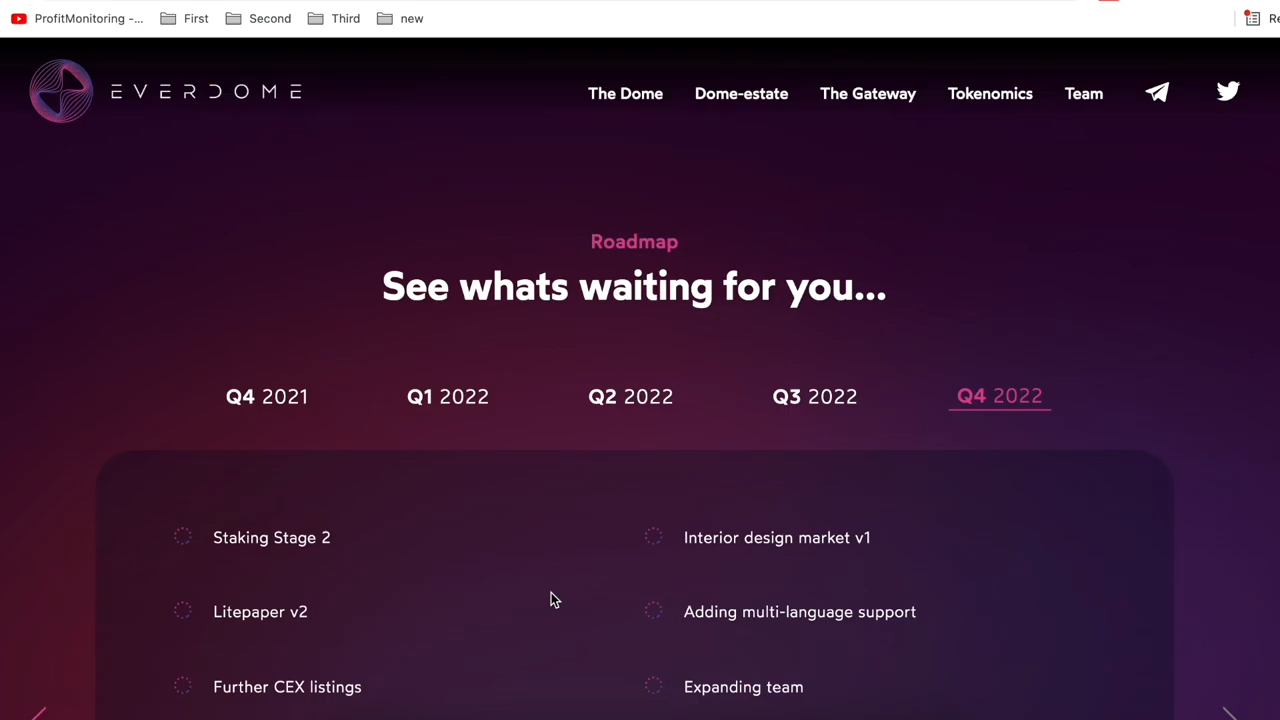 ProfitMonitoring -... First Second Third new
EVERDOME The Dome Dome-estate The Gateway Tokenomics Team
Roadmap
See whats waiting for you...
Q4 2021 Q1 2022 Q2 2022 Q3 2022 Q4 2022
Staking Stage 2 Interior design market v1
Litepaper v2 Adding multi-language support
Further CEX listings Expanding team